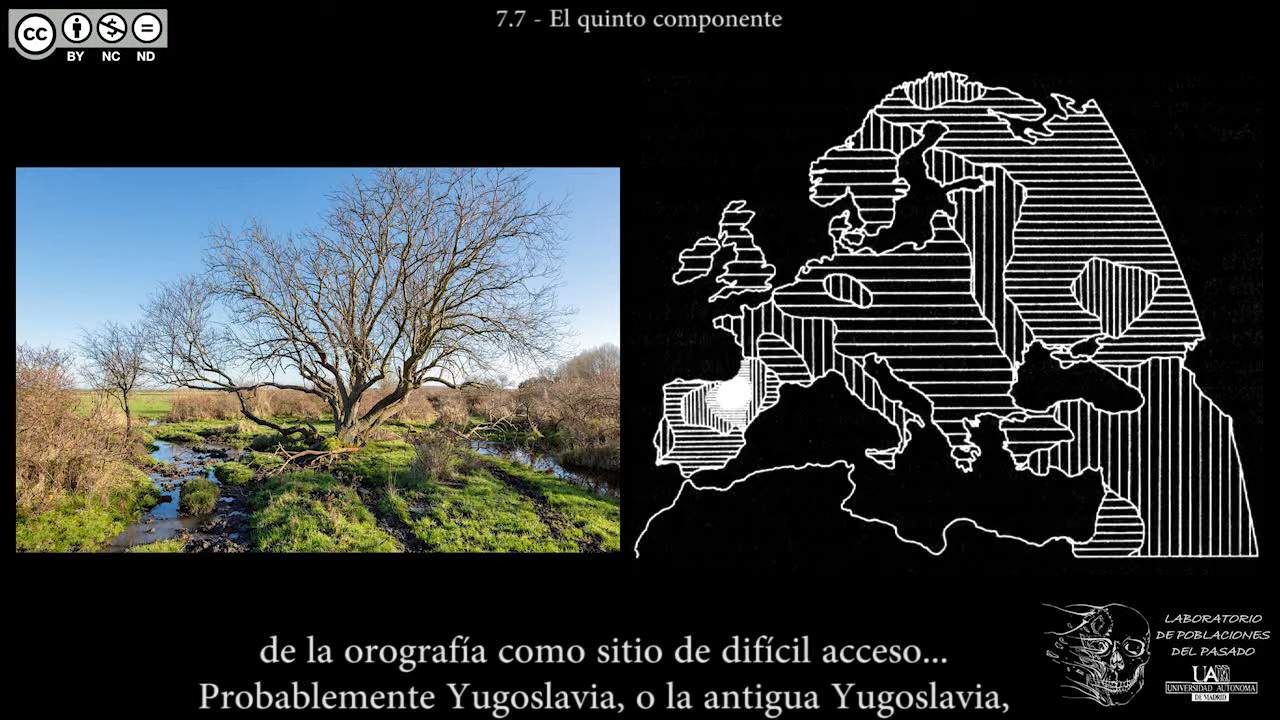 7.7 - El quinto componente
cc
BY NC ND
de la orografía como sitio de difícil acceso...
Probablemente Yugoslavia, o la antigua Yugoslavia,
LABORATORIO
DE POBLACIONES
DEL PASADO
UAM
UNIVERSIDAD AUTONOMA
DE MADRID